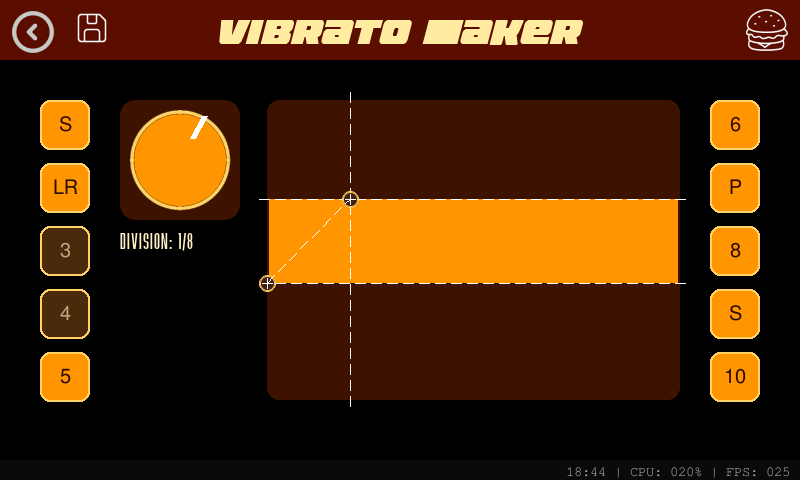 VIBRATO MAKER
S
LR
3
4
5
DIVISION: 1/8
6
P
8
S
10
18:44 | CPU: 020% | FPS: 025